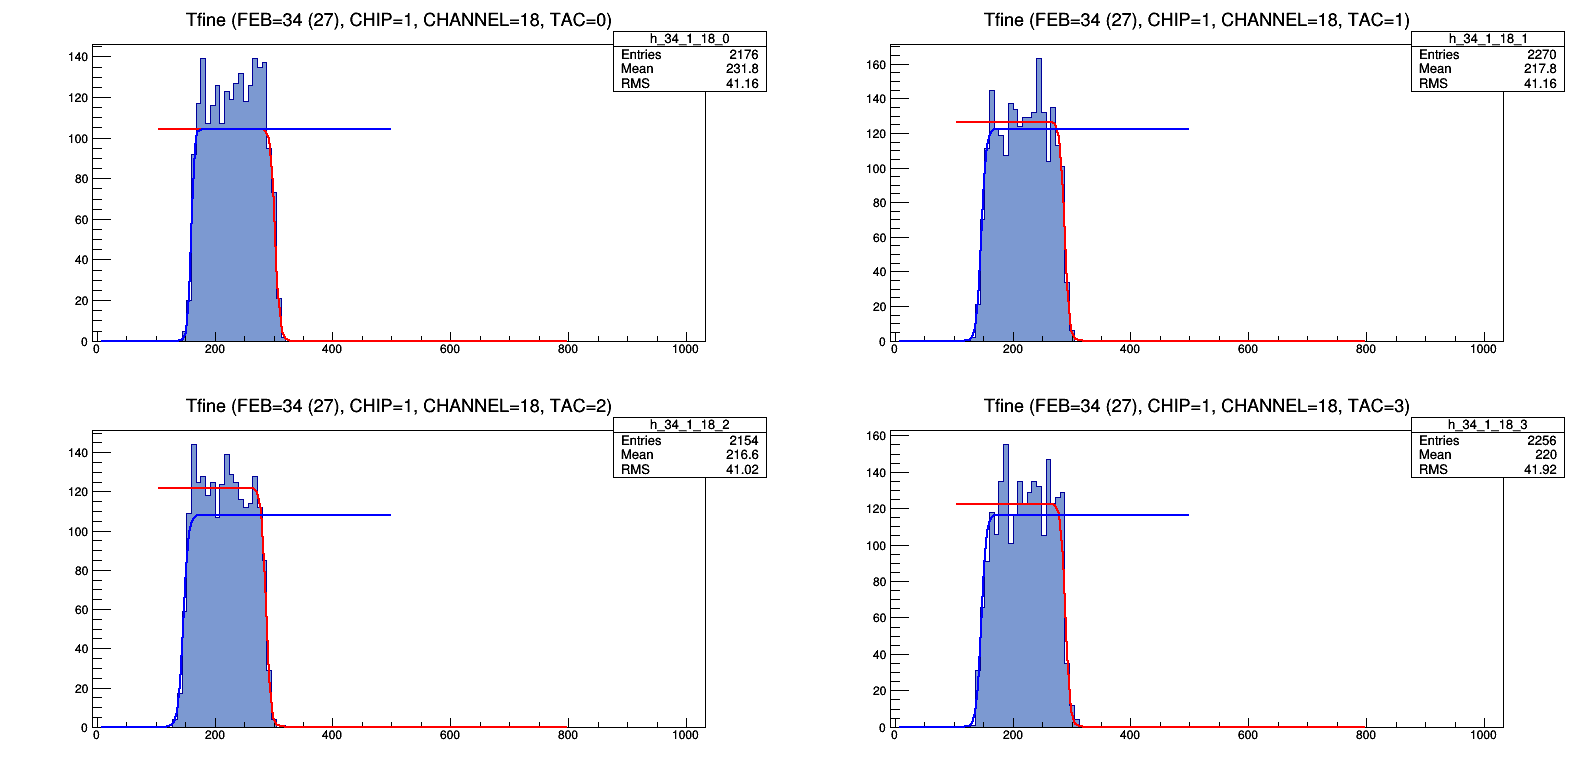 Tfine (FEB=34 (27), CHIP=1, CHANNEL=18, TAC=0)
h_34_1_18_0
Entries 2176
Mean 231.8
RMS 41.16
140
120
100
80
60
40
20
0
0 200 400 600 800 1000
Tfine (FEB=34 (27), CHIP=1, CHANNEL=18, TAC=1)
h_34_1_18_1
Entries 2270
Mean 217.8
RMS 41.16
160
140
120
100
80
60
40
20
0
0 200 400 600 800 1000
Tfine (FEB=34 (27), CHIP=1, CHANNEL=18, TAC=2)
h_34_1_18_2
Entries 2154
Mean 216.6
RMS 41.02
140
120
100
80
60
40
20
0
0 200 400 600 800 1000
Tfine (FEB=34 (27), CHIP=1, CHANNEL=18, TAC=3)
h_34_1_18_3
Entries 2256
Mean 220
RMS 41.92
160
140
120
100
80
60
40
20
0
0 200 400 600 800 1000